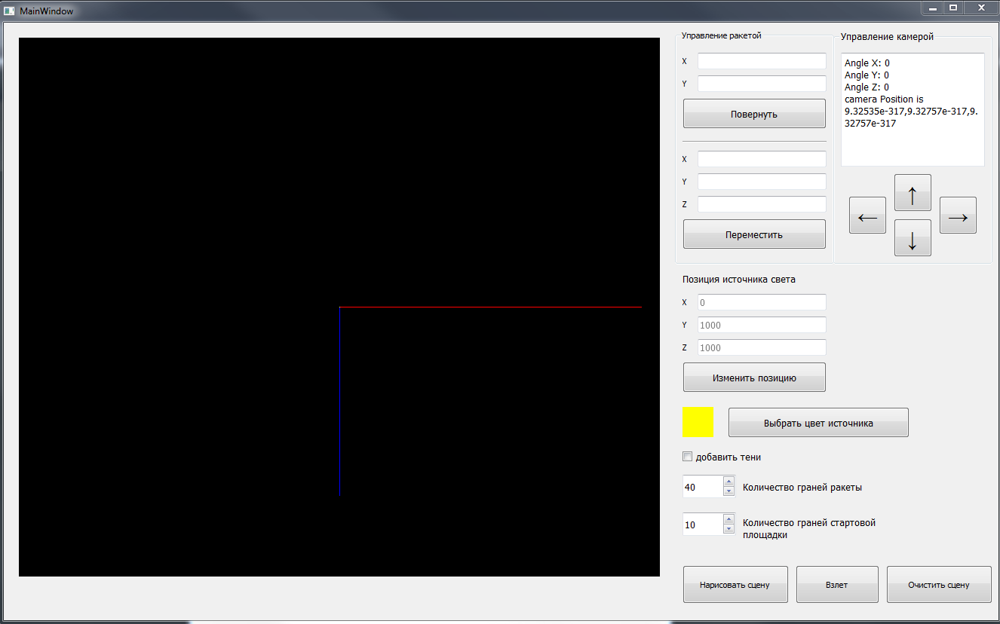 MainWindow
Управление ракетой
X
Y
Повернуть
X
Y
Z
Переместить
Управление камерой
Angle X: 0
Angle Y: 0
Angle Z: 0
camera Position is
9.32535e-317,9.32757e-317,9.
32757e-317
↑
←
→
↓
Позиция источника света
X 0
Y 1000
Z 1000
Изменить позицию
Выбрать цвет источника
добавить тени
40 Количество граней ракеты
10 Количество граней стартовой
площадки
Нарисовать сцену
Взлет
Очистить сцену